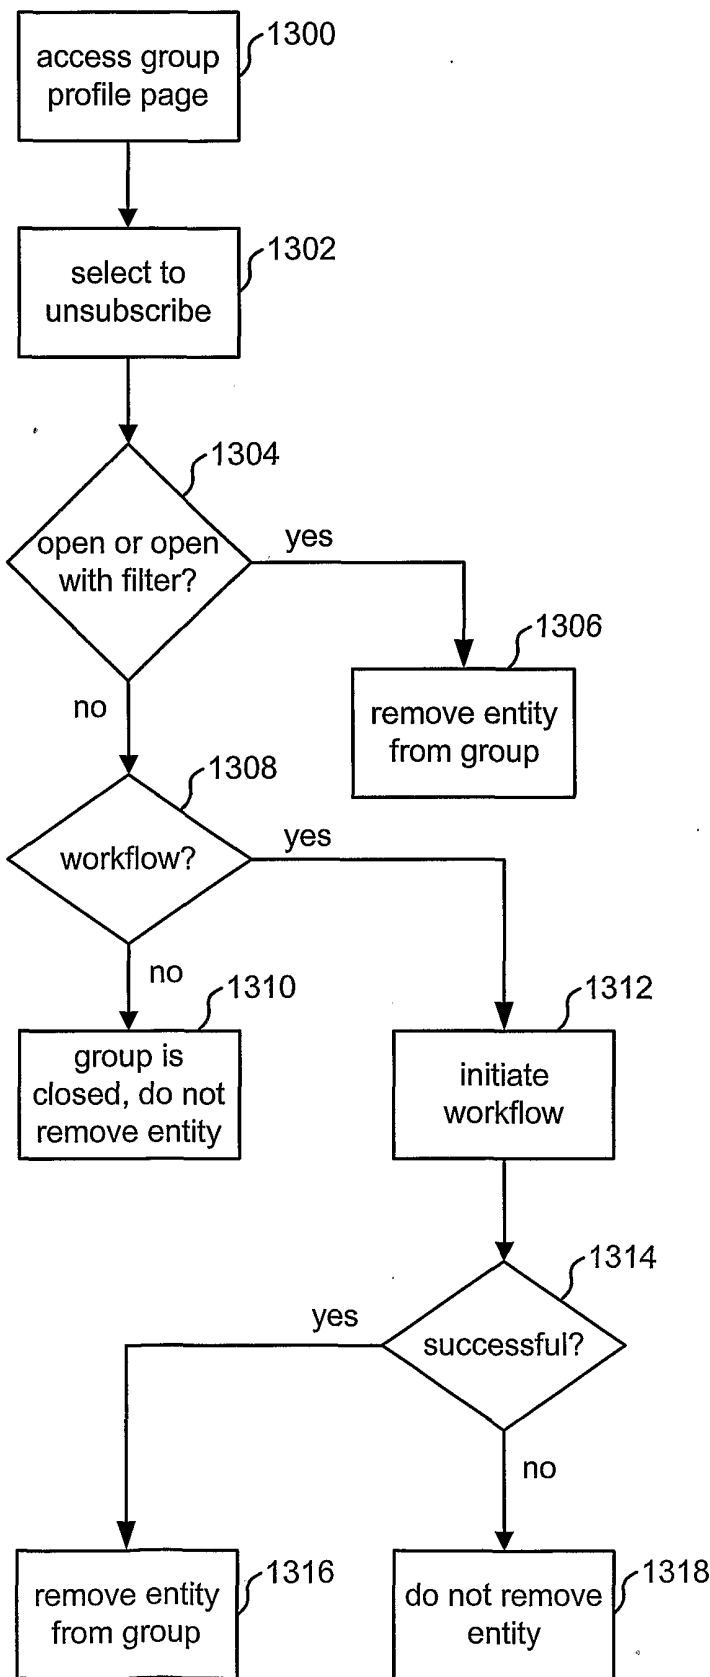 1300
access group
profile page
1302
select to
unsubscribe
1304
open or open
with filter?
yes
1306
remove entity
from group
no
1308
workflow?
yes
no
1310
group is
closed, do not
remove entity
1312
initiate
workflow
1314
successful?
yes
no
1316
remove entity
from group
1318
do not remove
entity